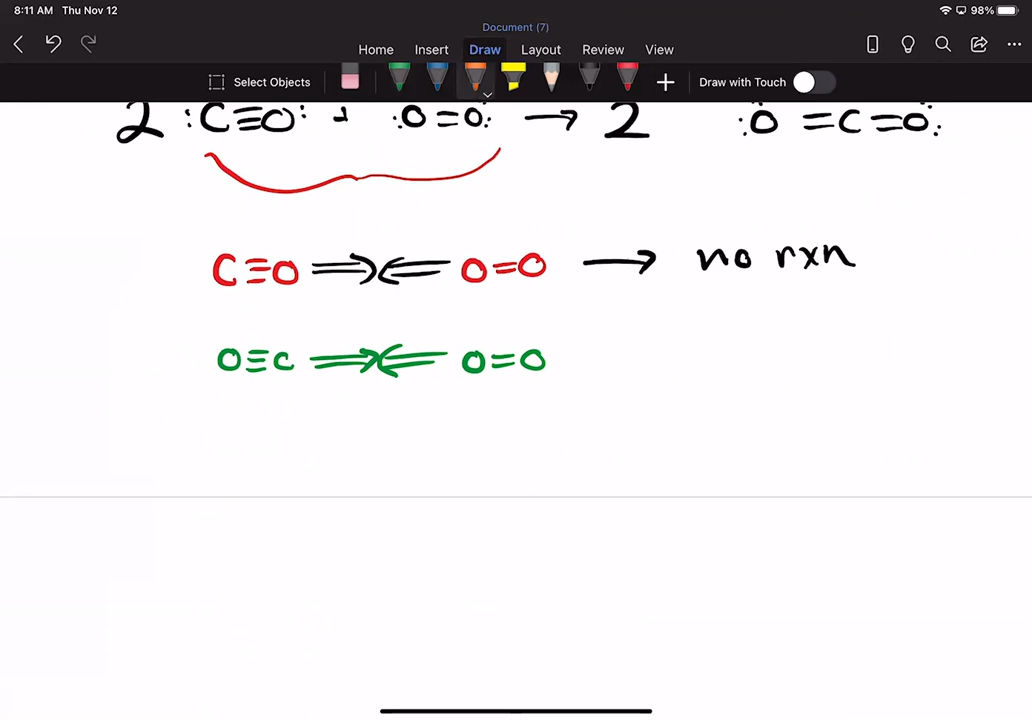 8:11 AM Thu Nov 12 98%
Document (7)
Home Insert Draw Layout Review View
Select Objects Draw with Touch
2 :C≡O: + :O=O: → 2 :O=C=O:
C≡O ⇒⇐ O=O → no rxn
O≡C ⇒⇐ O=O